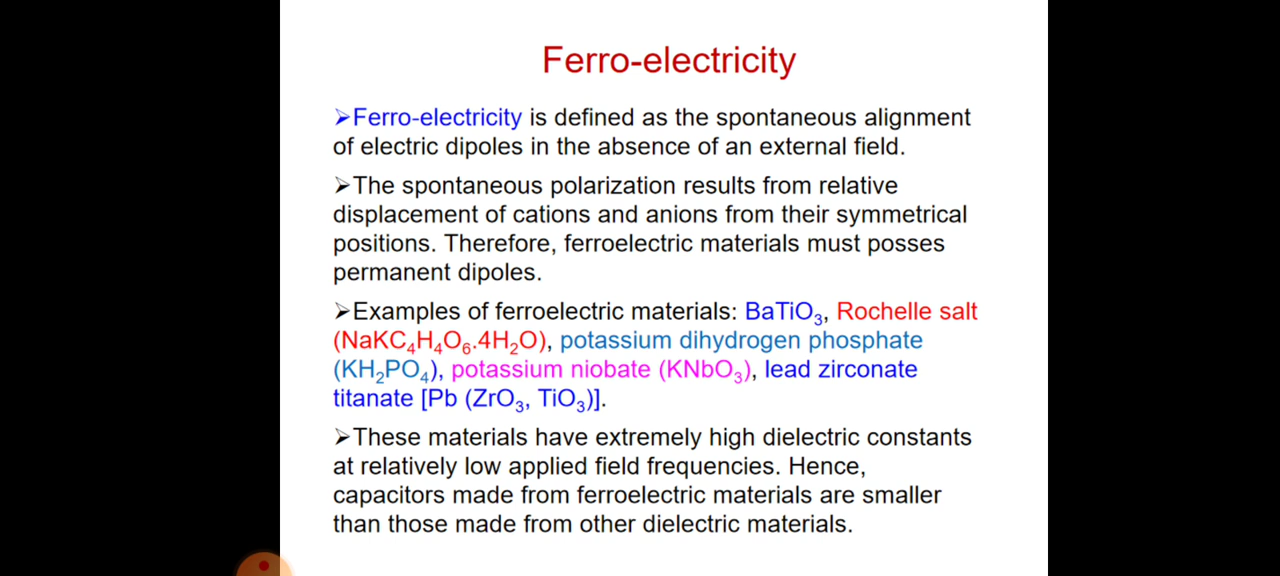 Ferro-electricity
➢Ferro-electricity is defined as the spontaneous alignment
of electric dipoles in the absence of an external field.
➢The spontaneous polarization results from relative
displacement of cations and anions from their symmetrical
positions. Therefore, ferroelectric materials must posses
permanent dipoles.
➢Examples of ferroelectric materials: BaTiO₃, Rochelle salt
(NaKC₄H₄O₆.4H₂O), potassium dihydrogen phosphate
(KH₂PO₄), potassium niobate (KNbO₃), lead zirconate
titanate [Pb (ZrO₃, TiO₃)].
➢These materials have extremely high dielectric constants
at relatively low applied field frequencies. Hence,
capacitors made from ferroelectric materials are smaller
than those made from other dielectric materials.